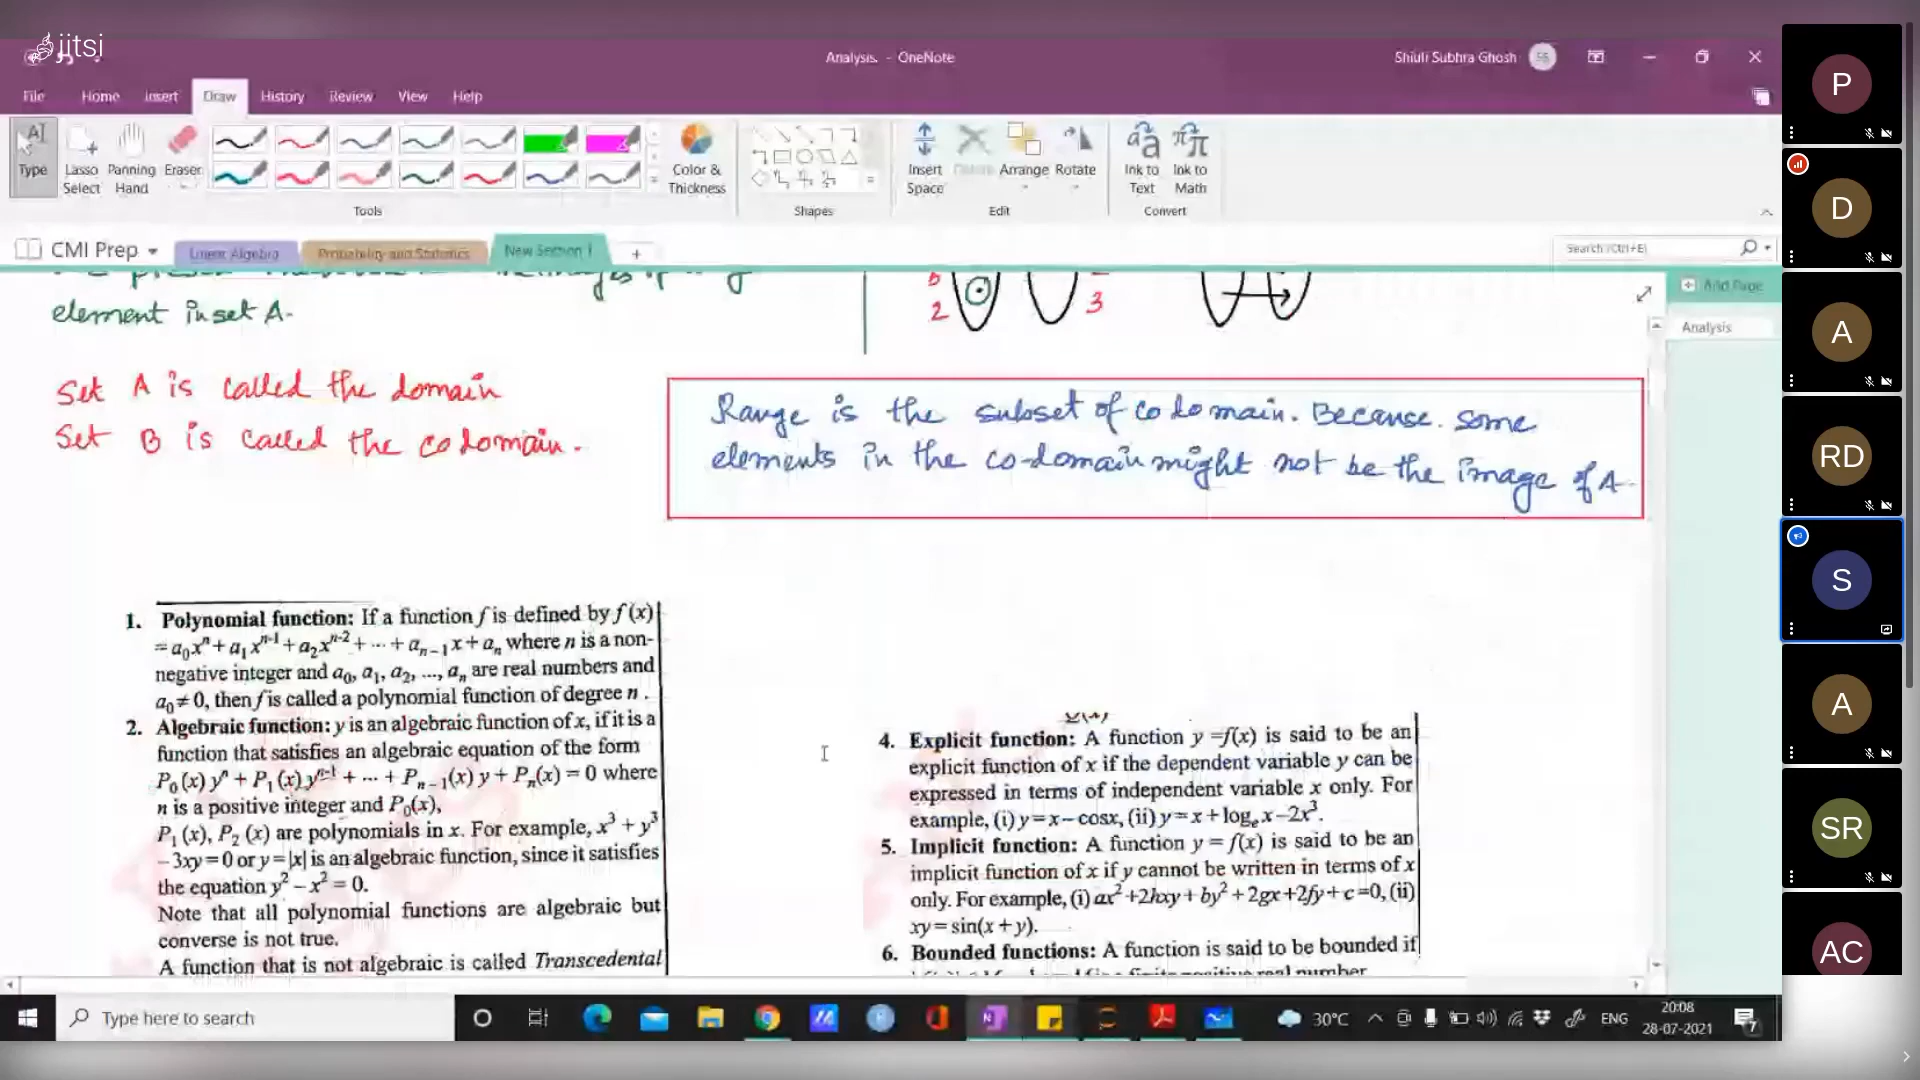 jitsi
Analysis. - OneNote
Shiuli Subhra Ghosh
File Home Insert Draw History Review View Help
Type
Lasso Select
Panning Hand
Eraser
Color & Thickness
Insert Space
Arrange
Rotate
Ink to Text
Ink to Math
Tools
Shapes
Edit
Convert
CMI Prep
Linear Algebra
Probability and Statistics
New Section 1
+
Search (Ctrl+E)
Add Page
Analysis
element in set A.
2
3
Set A is called the domain
Set B is called the codomain.
Range is the subset of co domain. Because. some
elements in the co-domain might not be the image of A
1. Polynomial function: If a function f is defined by f (x)
= a₀xⁿ + a₁xⁿ⁻¹ + a₂xⁿ⁻² + ··· + aₙ₋₁x + aₙ where n is a non-
negative integer and a₀, a₁, a₂, ..., aₙ are real numbers and
a₀ ≠ 0, then f is called a polynomial function of degree n .
2. Algebraic function: y is an algebraic function of x, if it is a
function that satisfies an algebraic equation of the form
P₀(x) yⁿ + P₁(x) yⁿ⁻¹ + ··· + Pₙ₋₁(x) y + Pₙ(x) = 0 where
n is a positive integer and P₀(x),
P₁ (x), P₂ (x) are polynomials in x. For example, x³ + y³
– 3xy = 0 or y = |x| is an algebraic function, since it satisfies
the equation y² – x² = 0.
Note that all polynomial functions are algebraic but
converse is not true.
A function that is not algebraic is called Transcedental
4. Explicit function: A function y =f(x) is said to be an
explicit function of x if the dependent variable y can be
expressed in terms of independent variable x only. For
example, (i) y = x – cosx, (ii) y = x + logₑ x – 2x³.
5. Implicit function: A function y = f(x) is said to be an
implicit function of x if y cannot be written in terms of x
only. For example, (i) ax² +2hxy + by² + 2gx+2fy + c =0, (ii)
xy = sin(x + y).
6. Bounded functions: A function is said to be bounded if
P
D
A
RD
S
A
SR
AC
Type here to search
30°C
ENG
20:08
28-07-2021
7